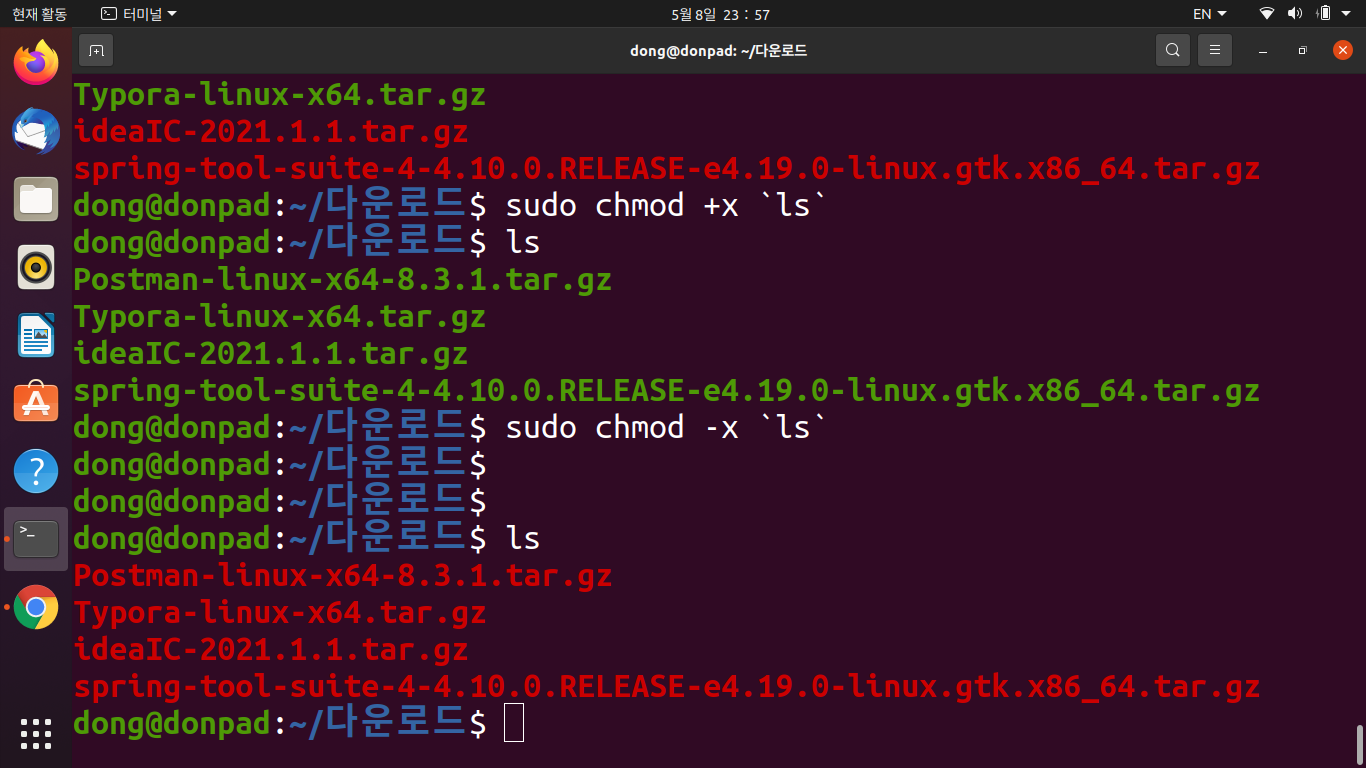 현재 활동
터미널
5월 8일 23 : 57
EN
dong@donpad: ~/다운로드
Typora-linux-x64.tar.gz
ideaIC-2021.1.1.tar.gz
spring-tool-suite-4-4.10.0.RELEASE-e4.19.0-linux.gtk.x86_64.tar.gz
dong@donpad:~/다운로드$ sudo chmod +x `ls`
dong@donpad:~/다운로드$ ls
Postman-linux-x64-8.3.1.tar.gz
Typora-linux-x64.tar.gz
ideaIC-2021.1.1.tar.gz
spring-tool-suite-4-4.10.0.RELEASE-e4.19.0-linux.gtk.x86_64.tar.gz
dong@donpad:~/다운로드$ sudo chmod -x `ls`
dong@donpad:~/다운로드$
dong@donpad:~/다운로드$
dong@donpad:~/다운로드$ ls
Postman-linux-x64-8.3.1.tar.gz
Typora-linux-x64.tar.gz
ideaIC-2021.1.1.tar.gz
spring-tool-suite-4-4.10.0.RELEASE-e4.19.0-linux.gtk.x86_64.tar.gz
dong@donpad:~/다운로드$